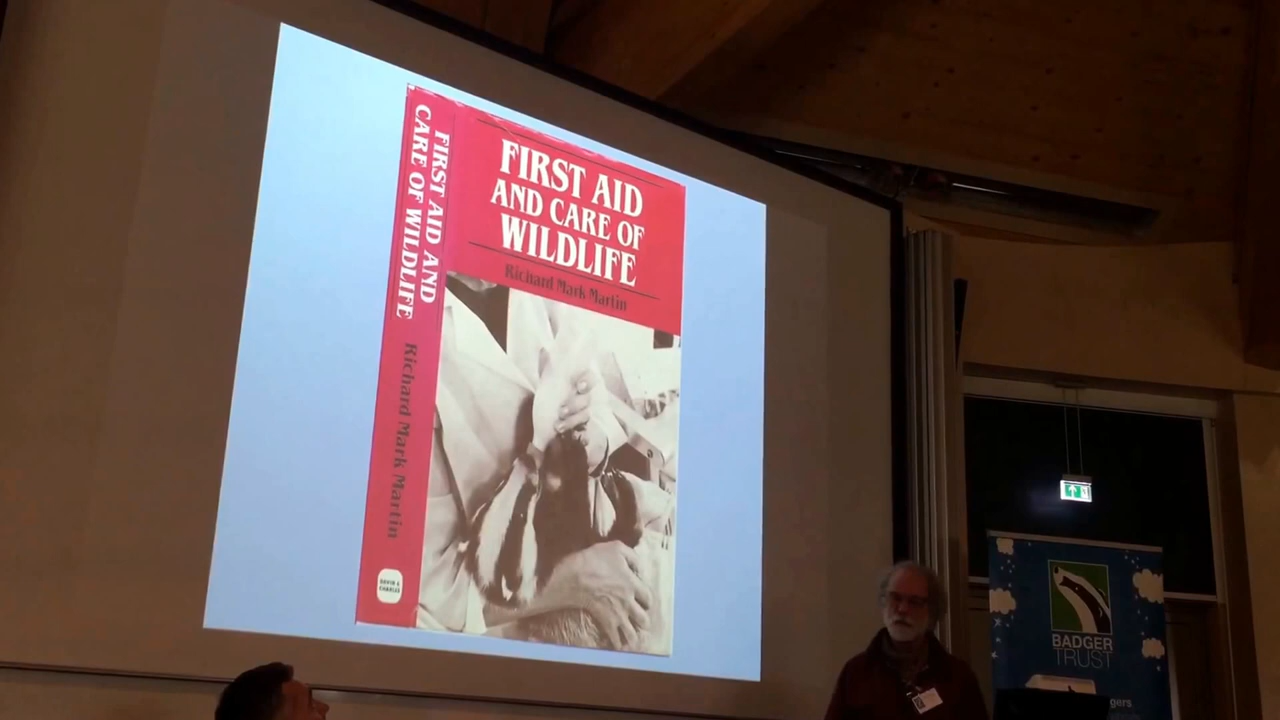 FIRST AID AND
CARE OF WILDLIFE
Richard Mark Martin
DAVID &
CHARLES
FIRST AID
AND CARE OF
WILDLIFE
Richard Mark Martin
BADGER
TRUST
gers